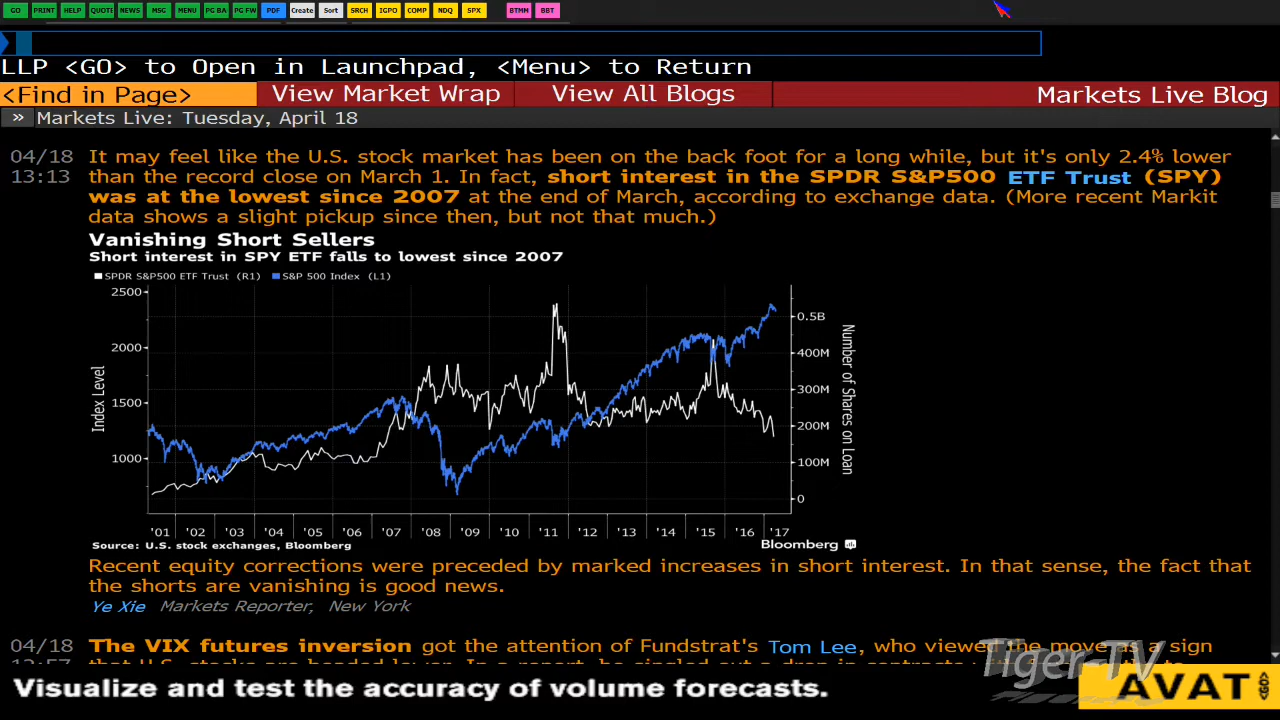 GO PRINT HELP QUOTE NEWS MSG MENU PG BA PG FW PDF Create Sort SRCH IGPO COMP NDQ SPX BTMM BBT
LLP <GO> to Open in Launchpad, <Menu> to Return
<Find in Page> View Market Wrap View All Blogs Markets Live Blog
» Markets Live: Tuesday, April 18
04/18 It may feel like the U.S. stock market has been on the back foot for a long while, but it's only 2.4% lower
13:13 than the record close on March 1. In fact, short interest in the SPDR S&P500 ETF Trust (SPY)
was at the lowest since 2007 at the end of March, according to exchange data. (More recent Markit
data shows a slight pickup since then, but not that much.)
Vanishing Short Sellers
Short interest in SPY ETF falls to lowest since 2007
SPDR S&P500 ETF Trust (R1) S&P 500 Index (L1)
2500
2000
1500
1000
Index Level
0.5B
400M
300M
200M
100M
0
Number of Shares on Loan
'01 '02 '03 '04 '05 '06 '07 '08 '09 '10 '11 '12 '13 '14 '15 '16 '17
Source: U.S. stock exchanges, Bloomberg
Bloomberg
Recent equity corrections were preceded by marked increases in short interest. In that sense, the fact that
the shorts are vanishing is good news.
Ye Xie Markets Reporter, New York
04/18 The VIX futures inversion got the attention of Fundstrat's Tom Lee, who viewed the move as a sign
Tiger-TV
Visualize and test the accuracy of volume forecasts.
AVAT <GO>